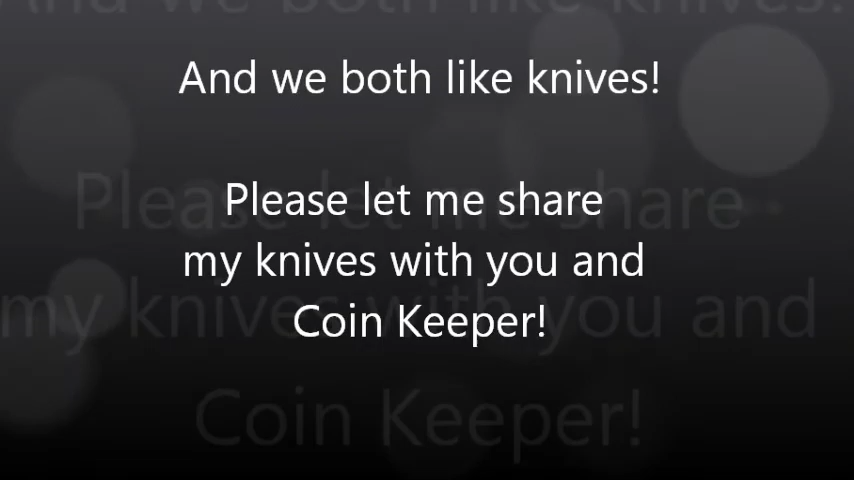 And we both like knives!
Please let me share
my knives with you and
Coin Keeper!